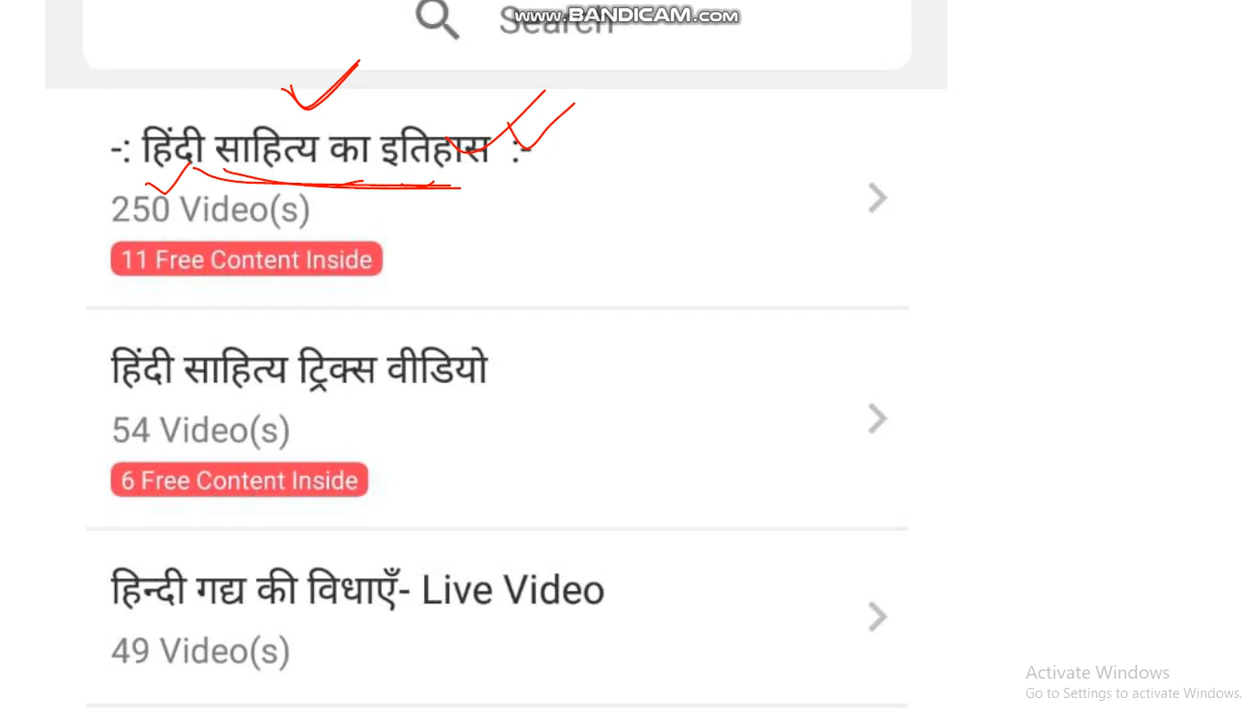 www.BANDICAM.com
Search
-: हिंदी साहित्य का इतिहास :-
250 Video(s)
11 Free Content Inside
हिंदी साहित्य ट्रिक्स वीडियो
54 Video(s)
6 Free Content Inside
हिन्दी गद्य की विधाएँ- Live Video
49 Video(s)
Activate Windows
Go to Settings to activate Windows.